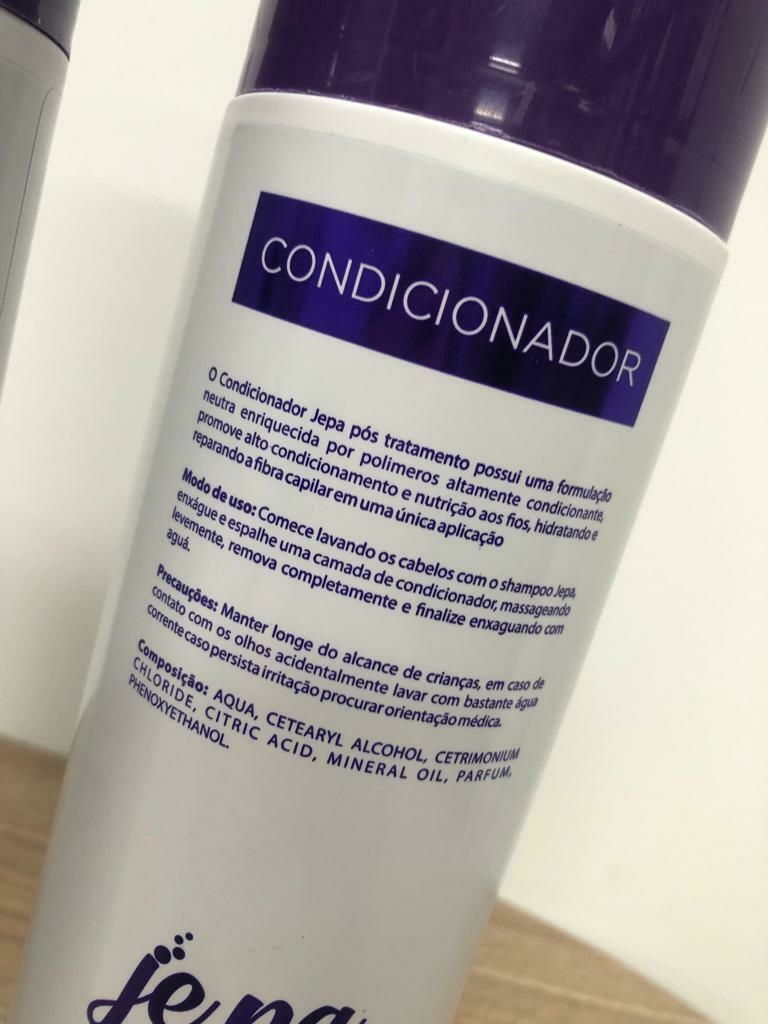 CONDICIONADOR
O Condicionador Jepa pós tratamento possui uma formulação
neutra enriquecida por polimeros altamente condicionante,
promove alto condicionamento e nutrição aos fios, hidratando e
reparando a fibra capilar em uma única aplicação
Modo de uso: Comece lavando os cabelos com o shampoo Jepa,
enxágue e espalhe uma camada de condicionador, massageando
levemente, remova completamente e finalize enxaguando com
aguá.
Precauções: Manter longe do alcance de crianças, em caso de
contato com os olhos acidentalmente lavar com bastante água
corrente caso persista irritação procurar orientação médica.
Composição: AQUA, CETEARYL ALCOHOL, CETRIMONIUM
CHLORIDE, CITRIC ACID, MINERAL OIL, PARFUM,
PHENOXYETHANOL.
jepa